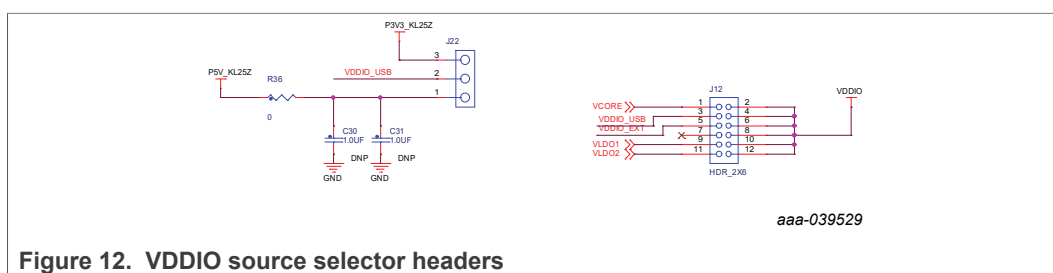 P3V3_KL25Z
J22
P5V_KL25Z
R36
VDDIO_USB
3
2
1
0
C30
1.0UF
C31
1.0UF
DNP
DNP
GND
GND
J12
VDDIO
VCORE
1
2
VDDIO_USB
3
4
VDDIO_EXT
5
6
7
8
VLDO1
9
10
VLDO2
11
12
HDR_2X6
aaa-039529
Figure 12. VDDIO source selector headers